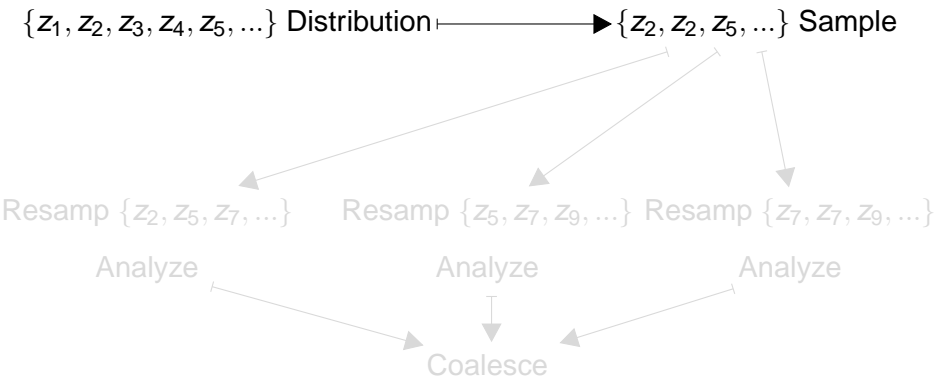 {z₁, z₂, z₃, z₄, z₅, ...} Distribution {z₂, z₂, z₅, ...} Sample
Resamp {z₂, z₅, z₇, ...} Resamp {z₅, z₇, z₉, ...} Resamp {z₇, z₇, z₉, ...}
Analyze Analyze Analyze
Coalesce